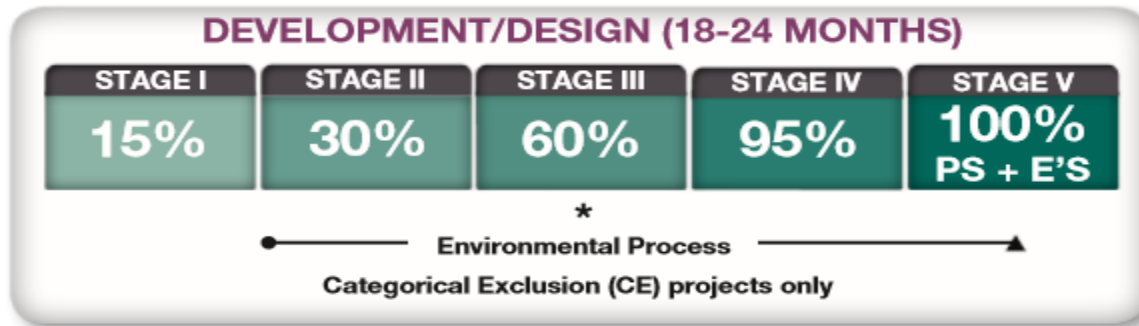 DEVELOPMENT/DESIGN (18-24 MONTHS)
STAGE I
15%
STAGE II
30%
STAGE III
60%
STAGE IV
95%
STAGE V
100%
PS + E'S
*
Environmental Process
Categorical Exclusion (CE) projects only